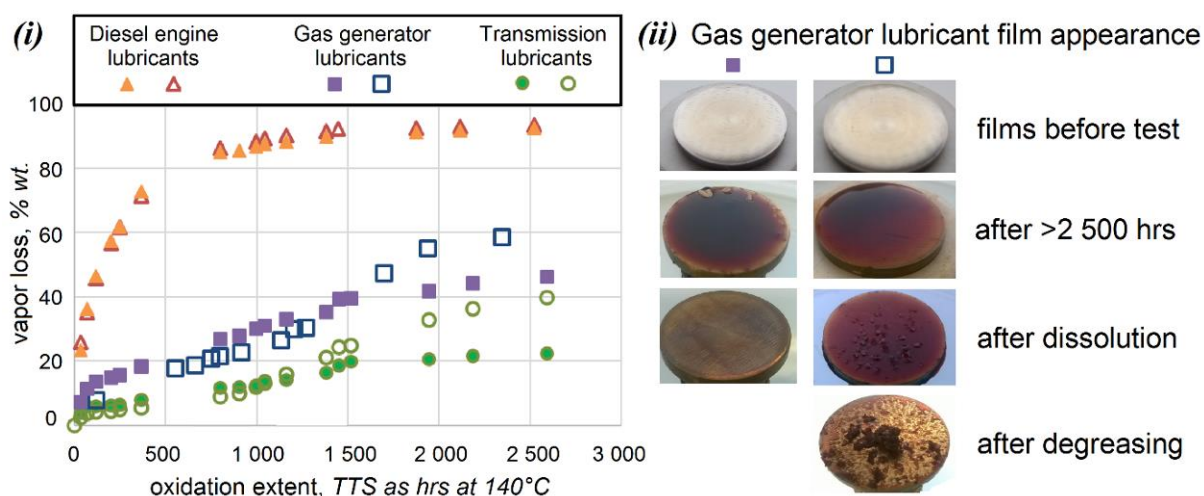 (i)
Diesel engine
lubricants
Gas generator
lubricants
Transmission
lubricants
100
80
60
40
20
0
vapor loss, % wt.
0 500 1 000 1 500 2 000 2 500 3 000
oxidation extent, TTS as hrs at 140°C
(ii) Gas generator lubricant film appearance
films before test
after >2 500 hrs
after dissolution
after degreasing